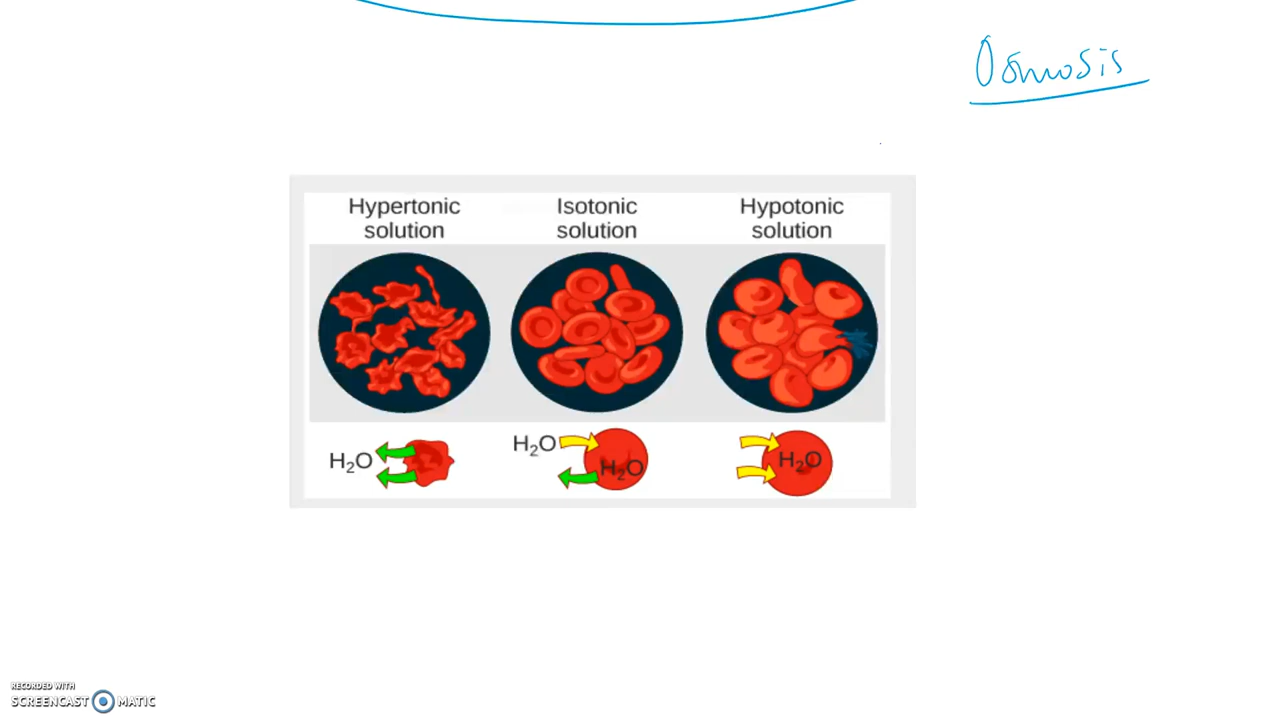 Osmosis
Hypertonic
solution
Isotonic
solution
Hypotonic
solution
H₂O
H₂O
H₂O
H₂O
RECORDED WITH
SCREENCAST MATIC